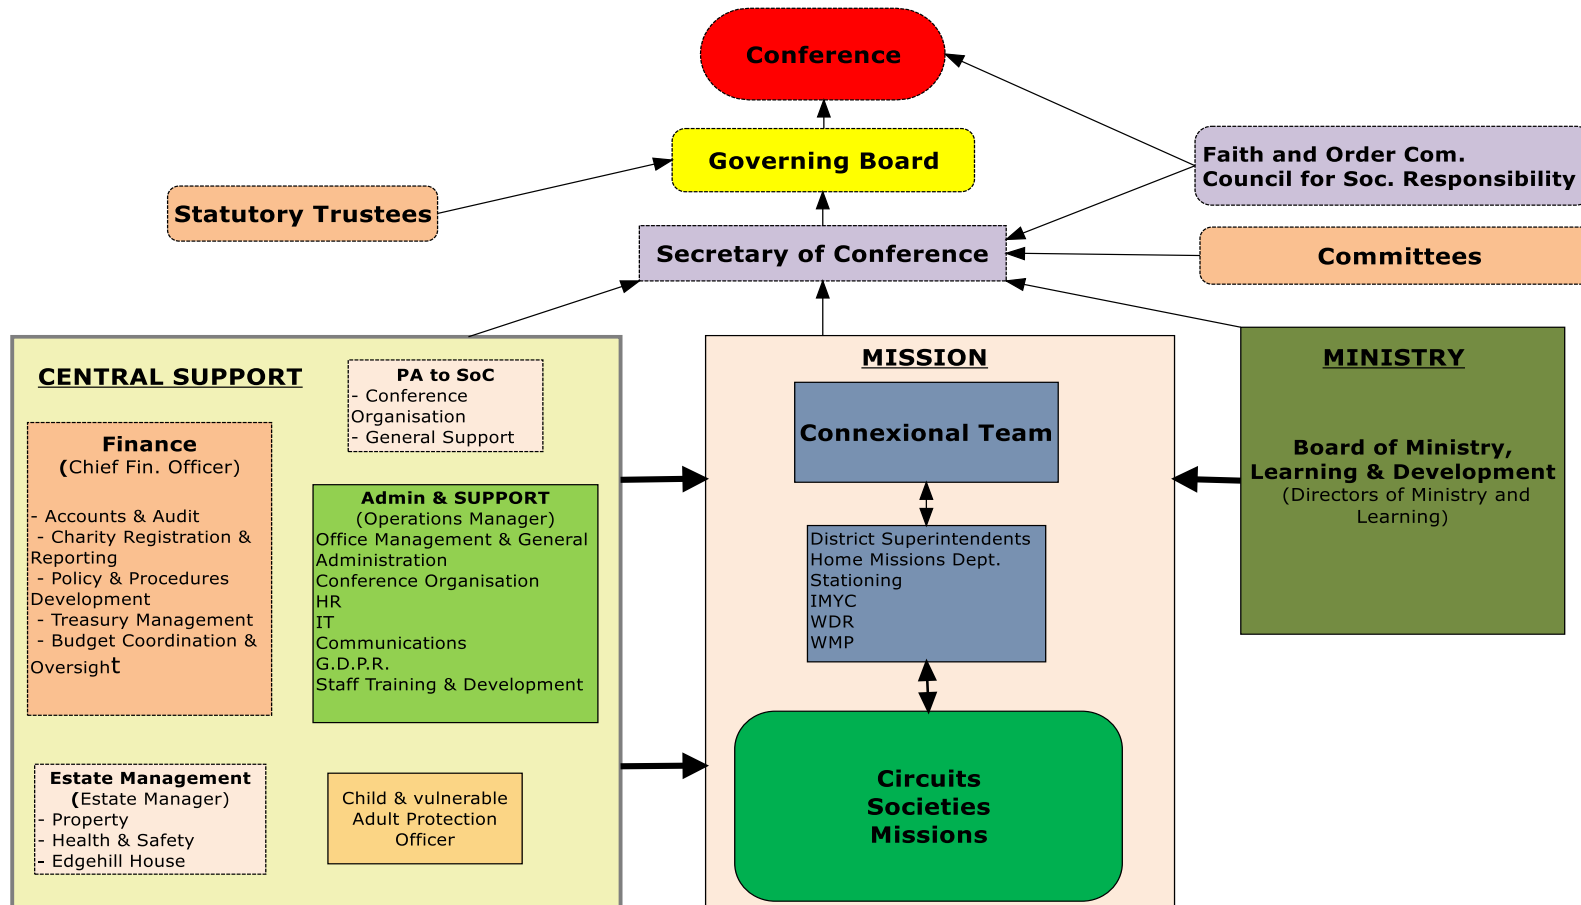 Conference
Governing Board
Faith and Order Com.
Council for Soc. Responsibility
Statutory Trustees
Secretary of Conference
Committees
CENTRAL SUPPORT
PA to SoC
- Conference
Organisation
- General Support
Finance
(Chief Fin. Officer)
- Accounts & Audit
- Charity Registration &
Reporting
- Policy & Procedures
Development
- Treasury Management
- Budget Coordination &
Oversight
Admin & SUPPORT
(Operations Manager)
Office Management & General
Administration
Conference Organisation
HR
IT
Communications
G.D.P.R.
Staff Training & Development
Estate Management
(Estate Manager)
- Property
- Health & Safety
- Edgehill House
Child & vulnerable
Adult Protection
Officer
MISSION
Connexional Team
District Superintendents
Home Missions Dept.
Stationing
IMYC
WDR
WMP
Circuits
Societies
Missions
MINISTRY
Board of Ministry,
Learning & Development
(Directors of Ministry and
Learning)